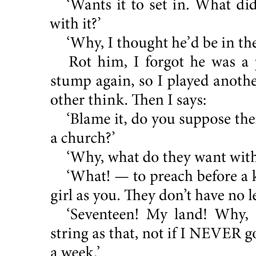 ‘Wants it to set in. What did
with it?’
‘Why, I thought he’d be in the
Rot him, I forgot he was a
stump again, so I played anothe
other think. Then I says:
‘Blame it, do you suppose the
a church?’
‘Why, what do they want with
‘What! — to preach before a k
girl as you. They don’t have no le
‘Seventeen! My land! Why,
string as that, not if I NEVER go
a week.’